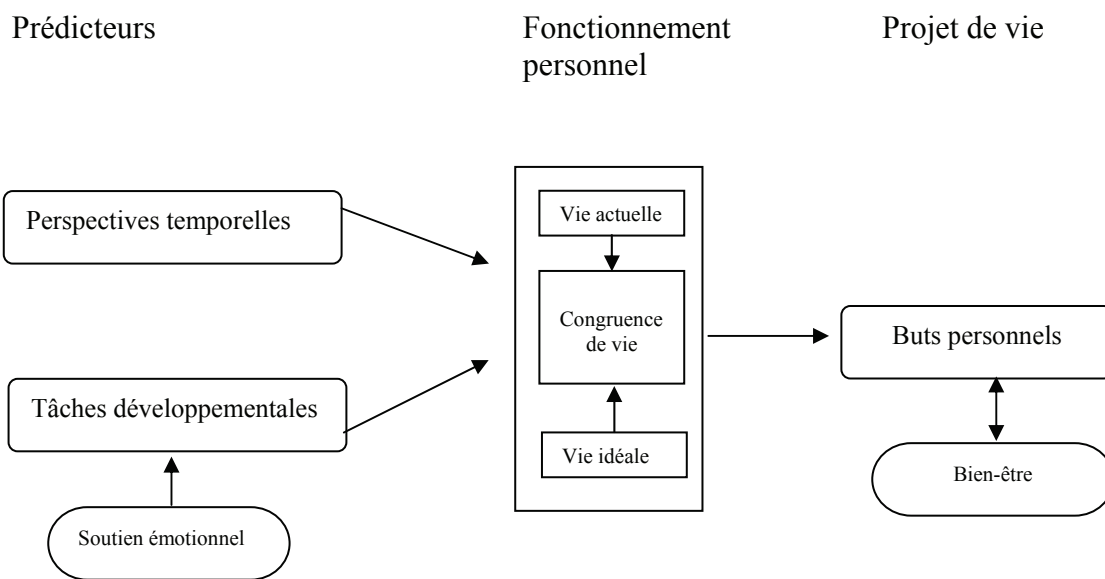 Prédicteurs
Fonctionnement
personnel
Projet de vie
Perspectives temporelles
Tâches développementales
Soutien émotionnel
Vie actuelle
Congruence
de vie
Vie idéale
Buts personnels
Bien-être